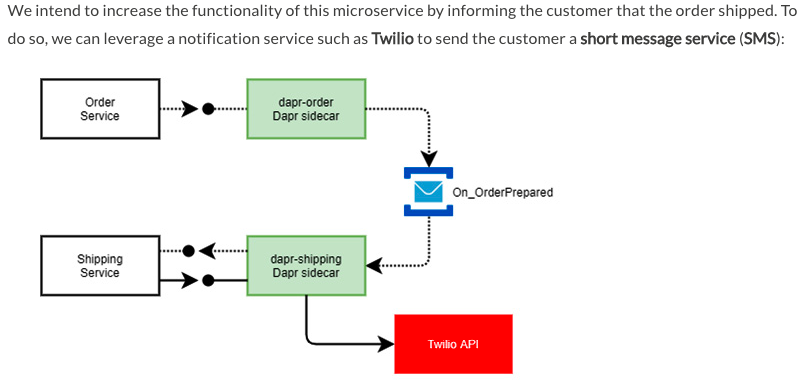 We intend to increase the functionality of this microservice by informing the customer that the order shipped. To
do so, we can leverage a notification service such as Twilio to send the customer a short message service (SMS):
Order
Service
dapr-order
Dapr sidecar
On_OrderPrepared
Shipping
Service
dapr-shipping
Dapr sidecar
Twilio API